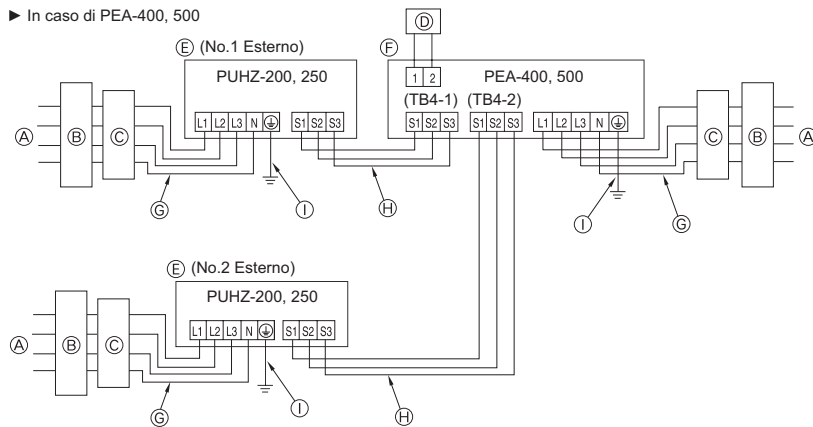 ► In caso di PEA-400, 500
Ⓓ
Ⓔ (No.1 Esterno)
Ⓕ
PUHZ-200, 250
1 2
PEA-400, 500
(TB4-1) (TB4-2)
L1 L2 L3 N ⏚ S1 S2 S3
S1 S2 S3 S1 S2 S3 L1 L2 L3 N ⏚
Ⓐ Ⓑ Ⓒ
Ⓒ Ⓑ Ⓐ
Ⓖ Ⓘ Ⓗ
Ⓘ Ⓖ
Ⓔ (No.2 Esterno)
PUHZ-200, 250
L1 L2 L3 N ⏚ S1 S2 S3
Ⓐ Ⓑ Ⓒ
Ⓖ Ⓘ Ⓗ